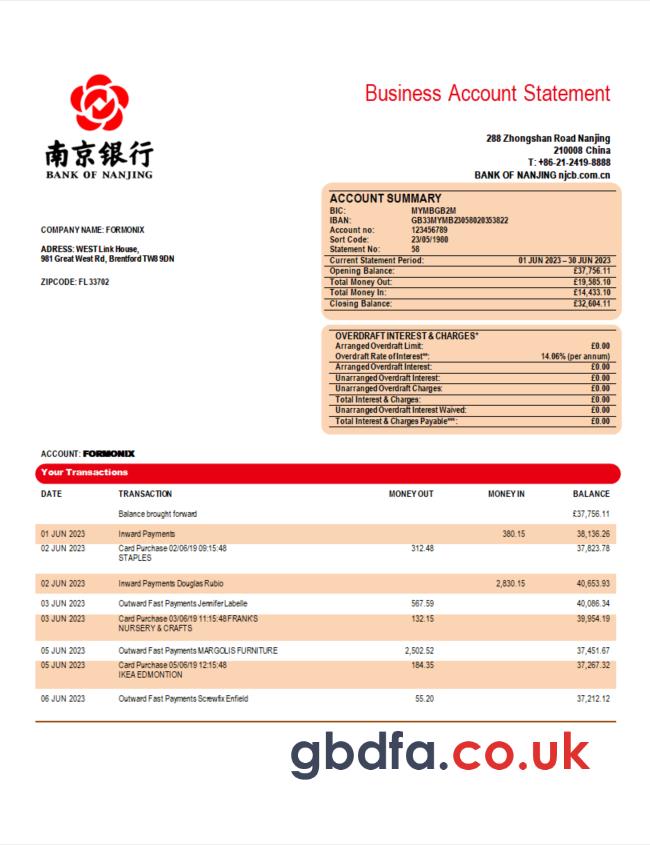 Business Account Statement
南京银行
BANK OF NANJING
288 Zhongshan Road Nanjing
210008 China
T: +86-21-2419-8888
BANK OF NANJING njcb.com.cn
COMPANY NAME: FORMONIX
ADRESS: WEST Link House,
981 Great West Rd, Brentford TW8 9DN
ZIPCODE: FL 33702
ACCOUNT SUMMARY
BIC: MYMBGB2M
IBAN: GB33MYMB23058020353822
Account no: 123456789
Sort Code: 23/05/1980
Statement No: 58
Current Statement Period: 01 JUN 2023 – 30 JUN 2023
Opening Balance: £37,756.11
Total Money Out: £19,585.10
Total Money In: £14,433.10
Closing Balance: £32,604.11
OVERDRAFT INTEREST & CHARGES*
Arranged Overdraft Limit: £0.00
Overdraft Rate of Interest**: 14.06% (per annum)
Arranged Overdraft Interest: £0.00
Unarranged Overdraft Interest: £0.00
Unarranged Overdraft Charges: £0.00
Total Interest & Charges: £0.00
Unarranged Overdraft Interest Waived: £0.00
Total Interest & Charges Payable***: £0.00
ACCOUNT: FORMONIX
Your Transactions
DATE TRANSACTION MONEY OUT MONEY IN BALANCE
Balance brought forward £37,756.11
01 JUN 2023 Inward Payments 380.15 38,136.26
02 JUN 2023 Card Purchase 02/06/19 09:15:48 312.48 37,823.78
STAPLES
02 JUN 2023 Inward Payments Douglas Rubio 2,830.15 40,653.93
03 JUN 2023 Outward Fast Payments Jennifer Labelle 567.59 40,086.34
03 JUN 2023 Card Purchase 03/06/19 11:15:48 FRANKS 132.15 39,954.19
NURSERY & CRAFTS
05 JUN 2023 Outward Fast Payments MARGOLIS FURNITURE 2,502.52 37,451.67
05 JUN 2023 Card Purchase 05/06/19 12:15:48 184.35 37,267.32
IKEA EDMONTION
06 JUN 2023 Outward Fast Payments Screwfix Enfield 55.20 37,212.12
gbdfa.co.uk